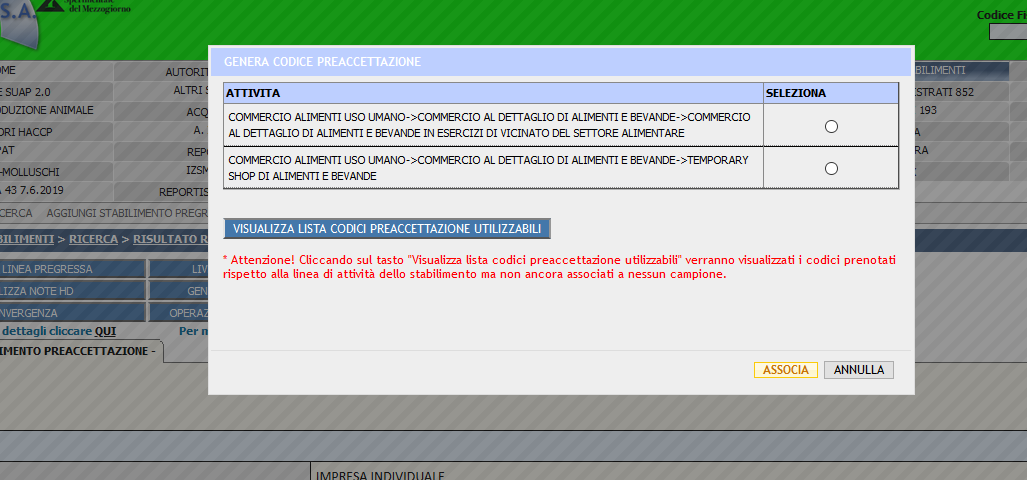 S.A.
Sperimentale
del Mezzogiorno
Codice Fi
GENERA CODICE PREACCETTAZIONE
OME
AUTORIT
BILIMENTI
E SUAP 2.0
ALTRI S
STRATI 852
ODUZIONE ANIMALE
ACQ
193
ORI HACCP
A.
PAT
REPO
RA
-MOLLUSCHI
IZSM
A 43 7.6.2019
REPORTIS
ATTIVITA SELEZIONA
COMMERCIO ALIMENTI USO UMANO->COMMERCIO AL DETTAGLIO DI ALIMENTI E BEVANDE->COMMERCIO
AL DETTAGLIO DI ALIMENTI E BEVANDE IN ESERCIZI DI VICINATO DEL SETTORE ALIMENTARE
COMMERCIO ALIMENTI USO UMANO->COMMERCIO AL DETTAGLIO DI ALIMENTI E BEVANDE->TEMPORARY
SHOP DI ALIMENTI E BEVANDE
CERCA AGGIUNGI STABILIMENTO PREGR
BILIMENTI > RICERCA > RISULTATO R
VISUALIZZA LISTA CODICI PREACCETTAZIONE UTILIZZABILI
* Attenzione! Cliccando sul tasto "Visualizza lista codici preaccettazione utilizzabili" verranno visualizzati i codici prenotati
rispetto alla linea di attività dello stabilimento ma non ancora associati a nessun campione.
LINEA PREGRESSA LIV
LIZZA NOTE HD GEN
NVERGENZA OPERAZ
dettagli cliccare QUI Per m
IMENTO PREACCETTAZIONE -
ASSOCIA ANNULLA
IMPRESA INDIVIDUALE